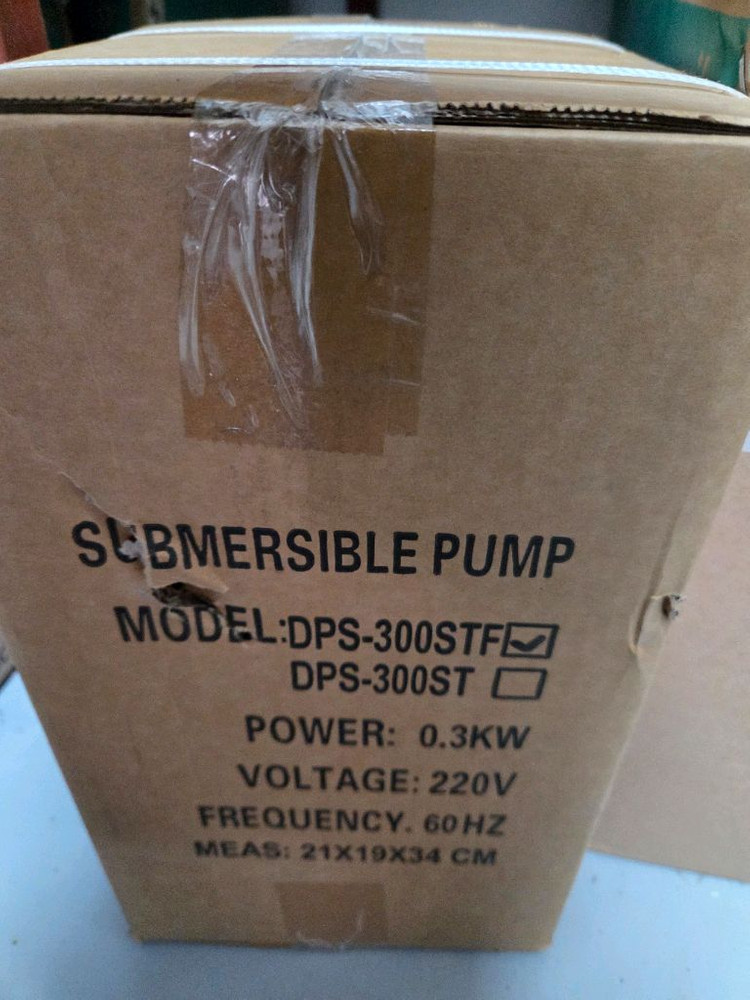 SUBMERSIBLE PUMP
MODEL:DPS-300STF
DPS-300ST
POWER: 0.3KW
VOLTAGE: 220V
FREQUENCY. 60HZ
MEAS: 21X19X34 CM